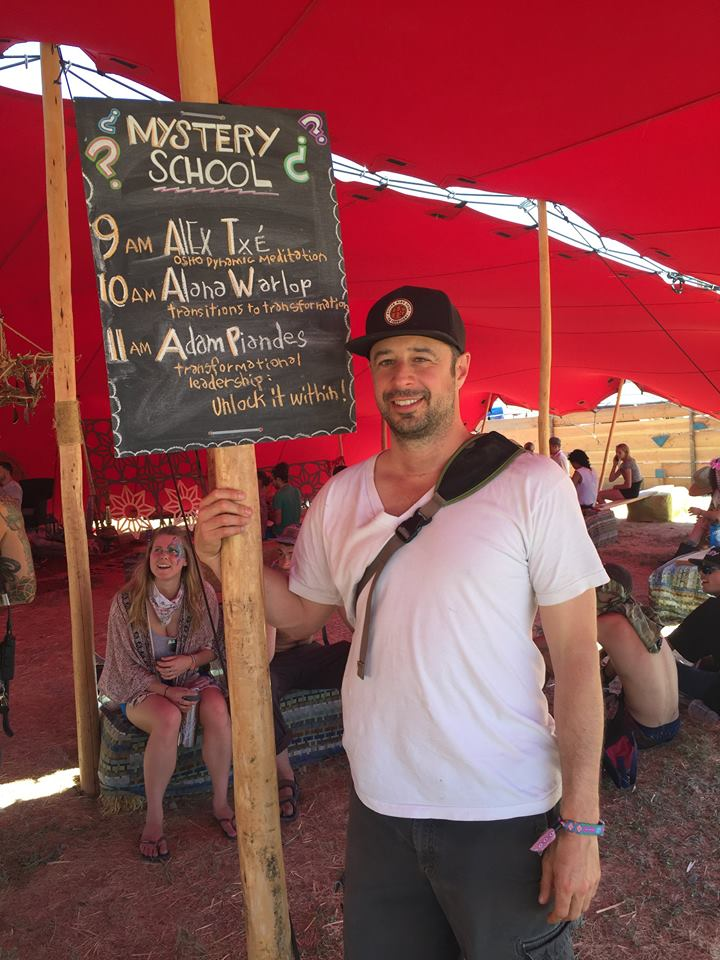 ¿ ? MYSTERY ? ¿
SCHOOL
9 AM ALEX TXÉ
OSHO Dynamic Meditation
10 AM Alana Warlop
transitions to transformation
11 AM Adam Piandes
transformational
leadership:
Unlock it within!